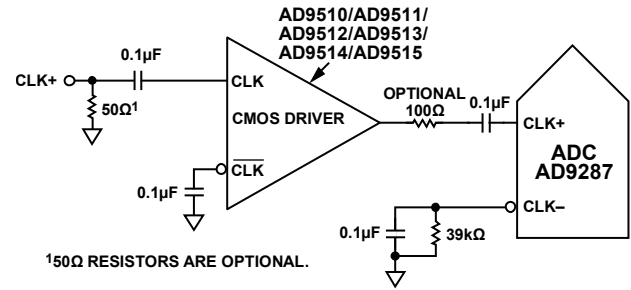 AD9510/AD9511/
AD9512/AD9513/
AD9514/AD9515
0.1µF
CLK+
50Ω¹
CLK
CMOS DRIVER
CLK
0.1µF
OPTIONAL
100Ω
0.1µF
CLK+
ADC
AD9287
CLK–
0.1µF
39kΩ
¹50Ω RESISTORS ARE OPTIONAL.